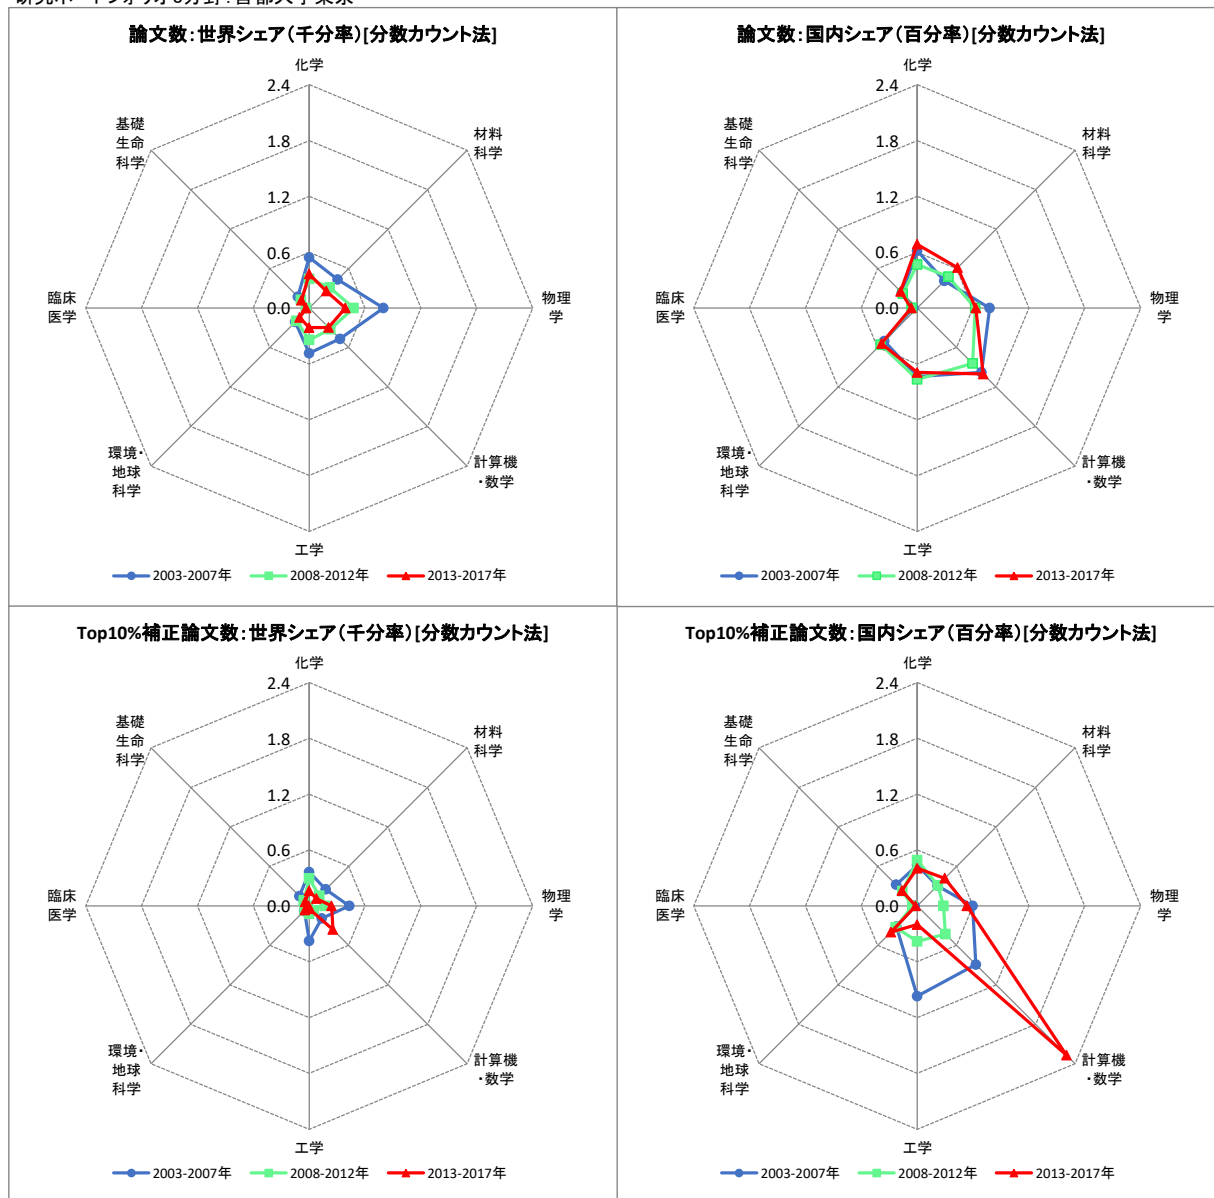 論文数:世界シェア(千分率)[分数カウント法]
化学
2.4
1.8
1.2
0.6
0.0
材料
科学
物理
学
計算機
・数学
工学
環境・
地球
科学
臨床
医学
基礎
生命
科学
2003-2007年 2008-2012年 2013-2017年
論文数:国内シェア(百分率)[分数カウント法]
化学
2.4
1.8
1.2
0.6
0.0
材料
科学
物理
学
計算機
・数学
工学
環境・
地球
科学
臨床
医学
基礎
生命
科学
2003-2007年 2008-2012年 2013-2017年
Top10%補正論文数:世界シェア(千分率)[分数カウント法]
化学
2.4
1.8
1.2
0.6
0.0
材料
科学
物理
学
計算機
・数学
工学
環境・
地球
科学
臨床
医学
基礎
生命
科学
2003-2007年 2008-2012年 2013-2017年
Top10%補正論文数:国内シェア(百分率)[分数カウント法]
化学
2.4
1.8
1.2
0.6
0.0
材料
科学
物理
学
計算機
・数学
工学
環境・
地球
科学
臨床
医学
基礎
生命
科学
2003-2007年 2008-2012年 2013-2017年